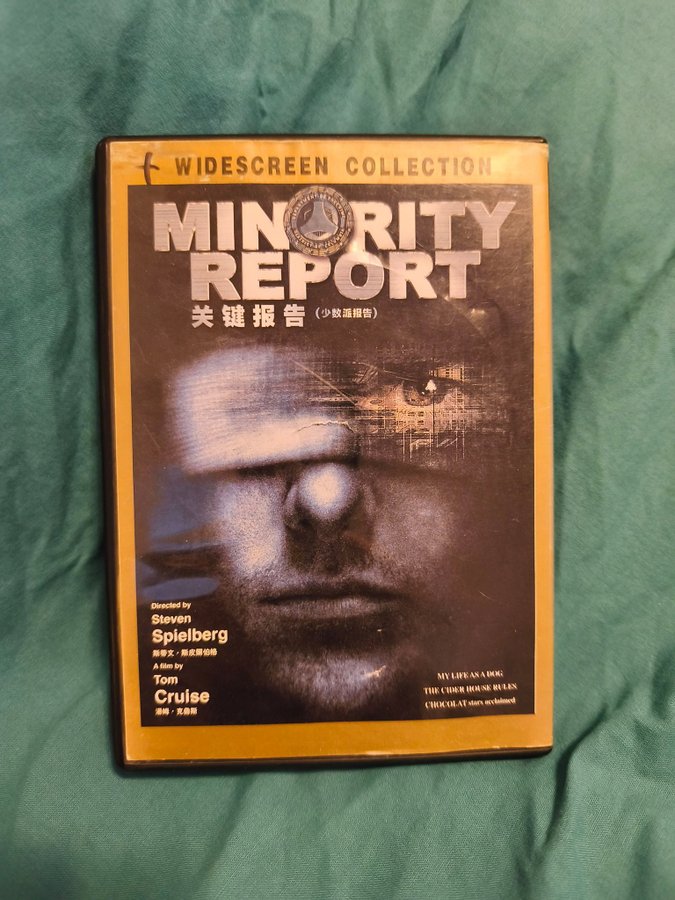 WIDESCREEN COLLECTION
MINORITY
REPORT
关键报告 (少数派报告)
Directed by
Steven
Spielberg
斯蒂文·斯皮尔伯格
A film by
Tom
Cruise
汤姆·克鲁斯
MY LIFE AS A DOG
THE CIDER HOUSE RULES
CHOCOLAT stars acclaimed